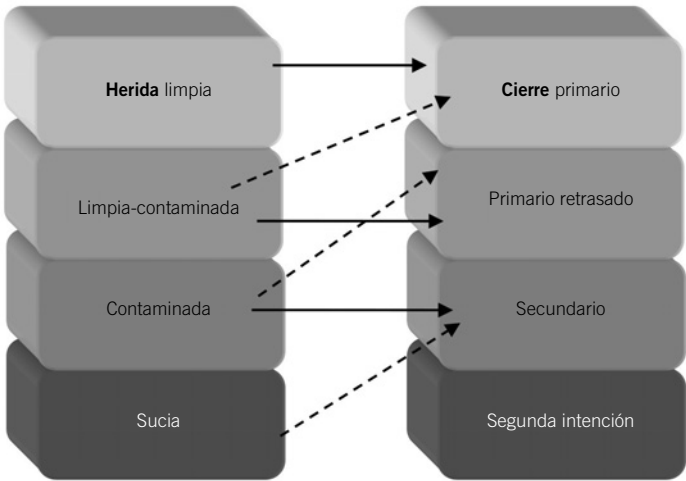 Herida limpia
Cierre primario
Limpia-contaminada
Primario retrasado
Contaminada
Secundario
Sucia
Segunda intención